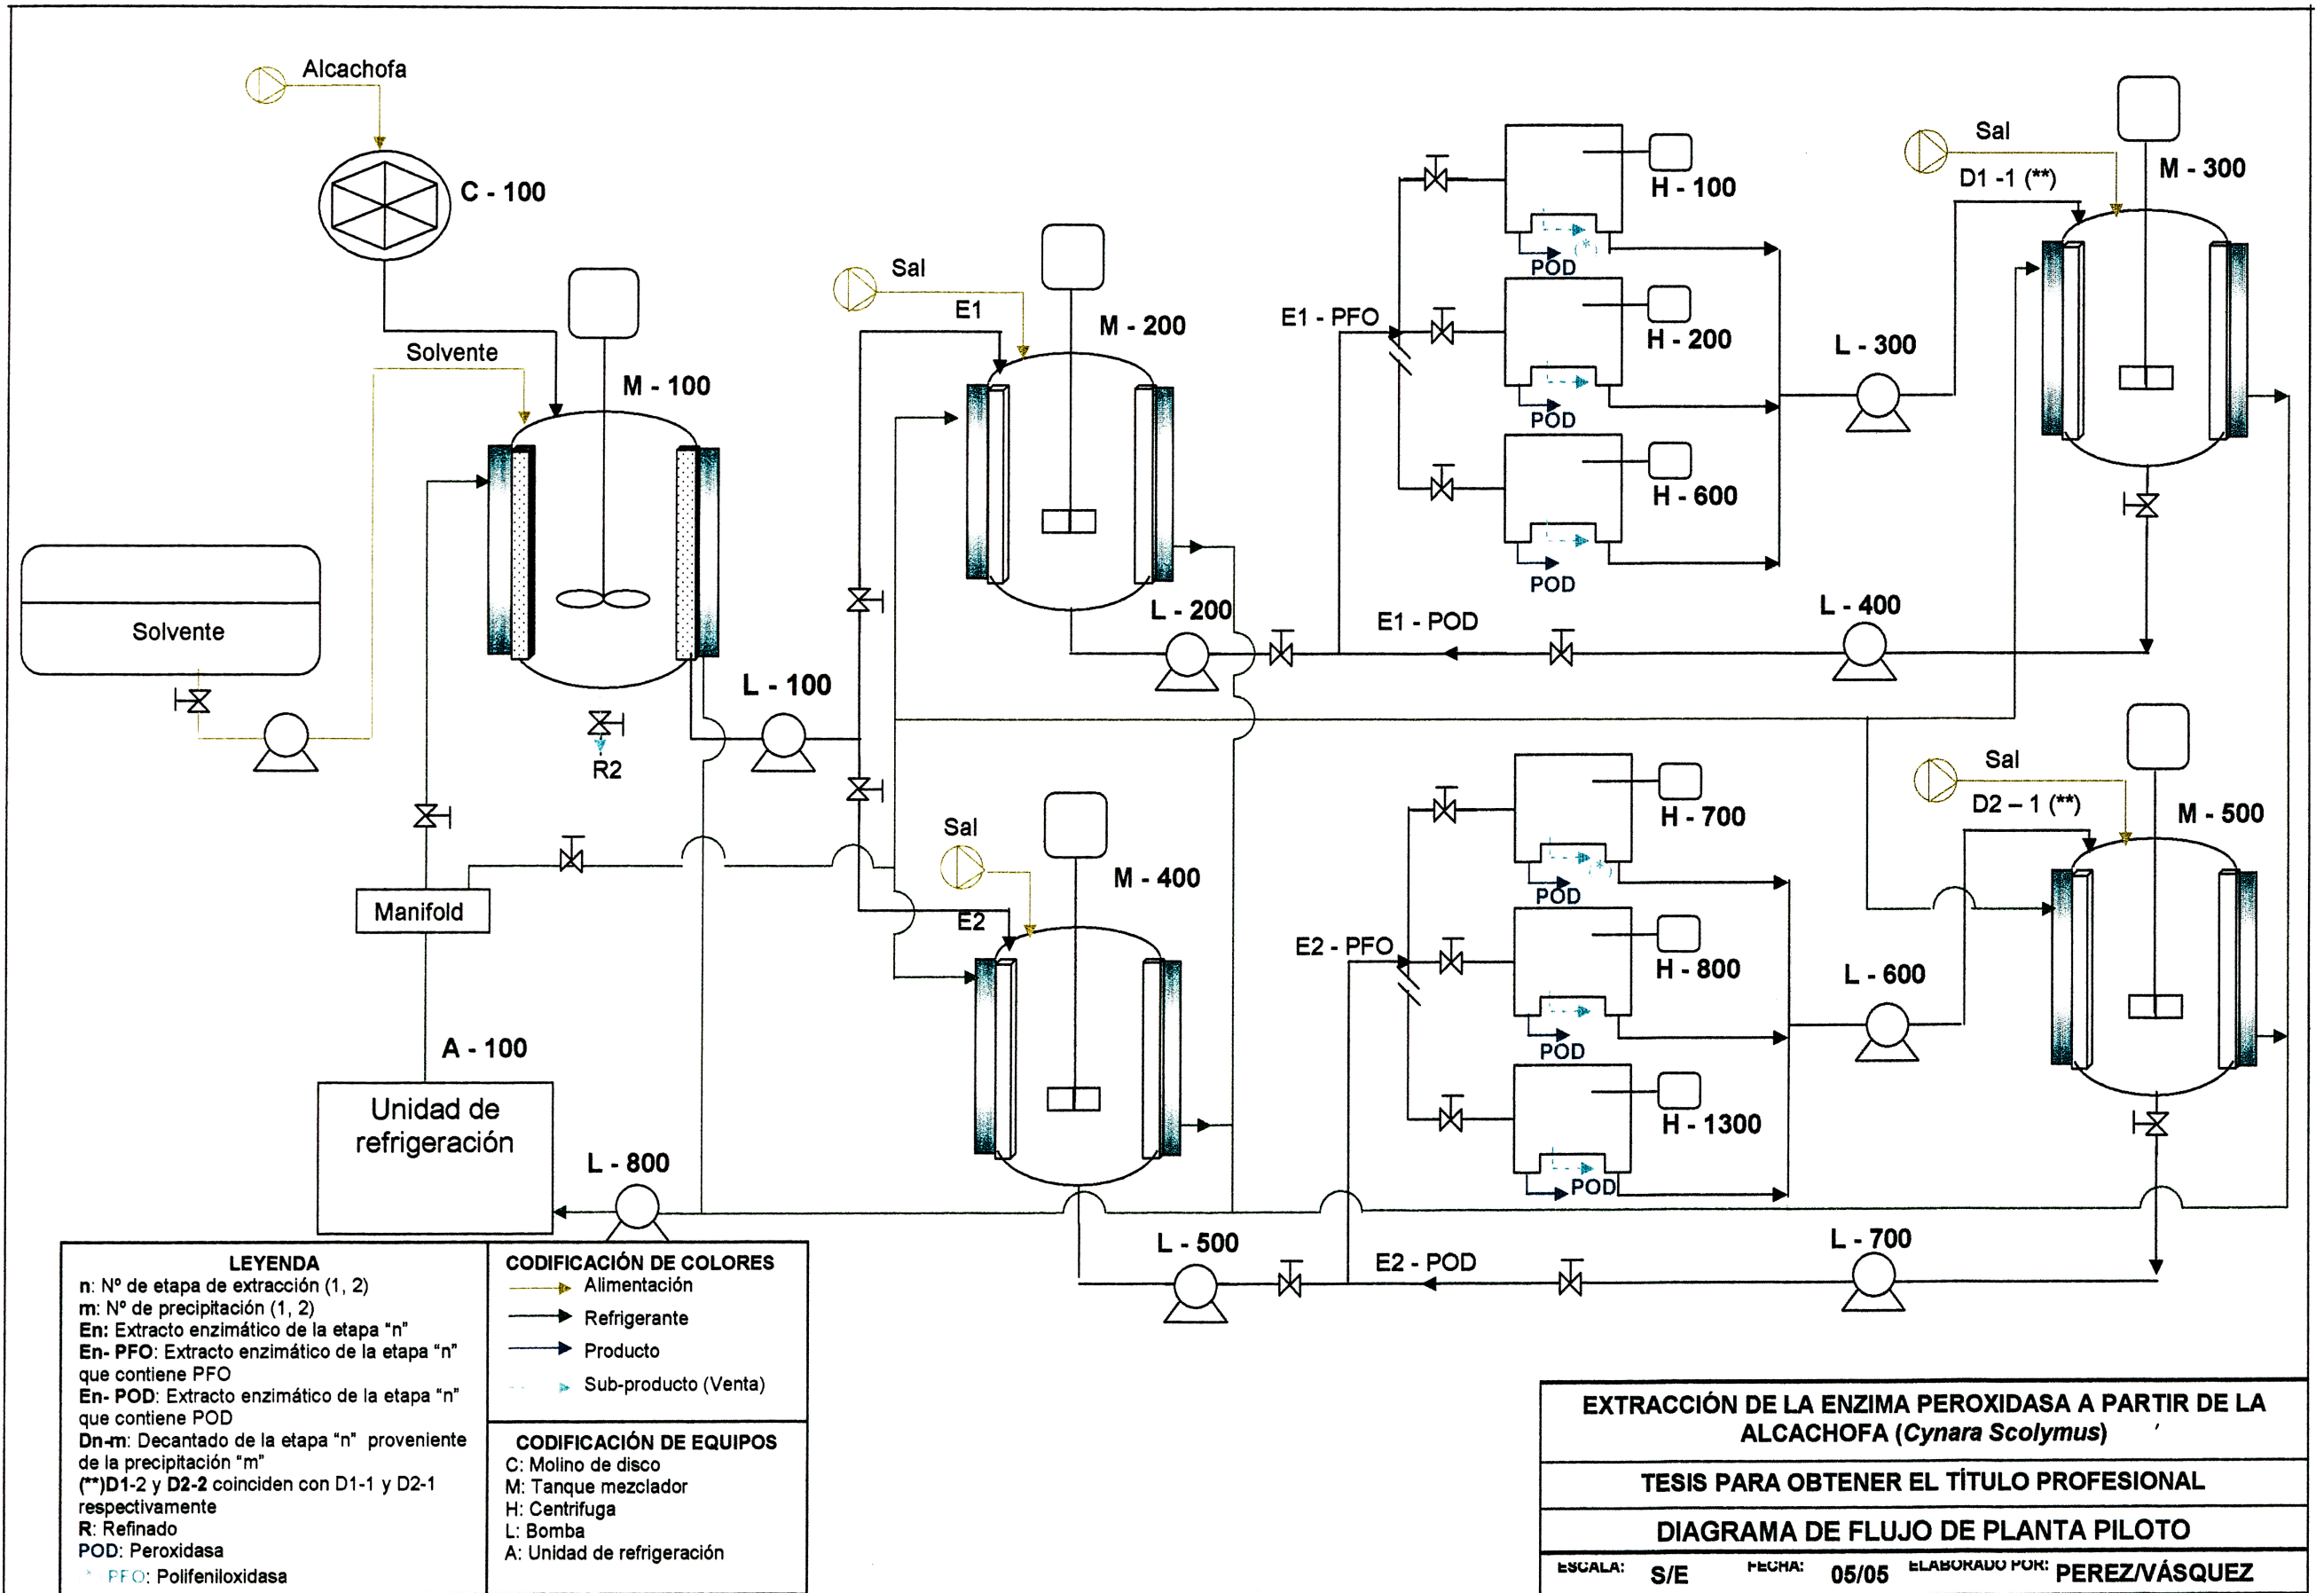 Alcachofa
C - 100
Solvente
M - 100
Solvente
R2
L - 100
Sal
E1
M - 200
L - 200
E1 - PFO
H - 100
(*)
POD
H - 200
POD
H - 600
POD
L - 300
Sal
D1 -1 (**)
M - 300
E1 - POD
L - 400
Manifold
A - 100
Unidad de
refrigeración
L - 800
Sal
E2
M - 400
L - 500
E2 - PFO
H - 700
(*)
POD
H - 800
POD
H - 1300
POD
L - 600
Sal
D2 – 1 (**)
M - 500
E2 - POD
L - 700
LEYENDA
n: Nº de etapa de extracción (1, 2)
m: Nº de precipitación (1, 2)
En: Extracto enzimático de la etapa “n”
En- PFO: Extracto enzimático de la etapa “n”
que contiene PFO
En- POD: Extracto enzimático de la etapa “n”
que contiene POD
Dn-m: Decantado de la etapa “n” proveniente
de la precipitación “m”
(**)D1-2 y D2-2 coinciden con D1-1 y D2-1
respectivamente
R: Refinado
POD: Peroxidasa
* PFO: Polifeniloxidasa
CODIFICACIÓN DE COLORES
Alimentación
Refrigerante
Producto
Sub-producto (Venta)
CODIFICACIÓN DE EQUIPOS
C: Molino de disco
M: Tanque mezclador
H: Centrifuga
L: Bomba
A: Unidad de refrigeración
EXTRACCIÓN DE LA ENZIMA PEROXIDASA A PARTIR DE LA
ALCACHOFA (Cynara Scolymus)
TESIS PARA OBTENER EL TÍTULO PROFESIONAL
DIAGRAMA DE FLUJO DE PLANTA PILOTO
ESCALA: S/E FECHA: 05/05 ELABORADO POR: PEREZ/VÁSQUEZ